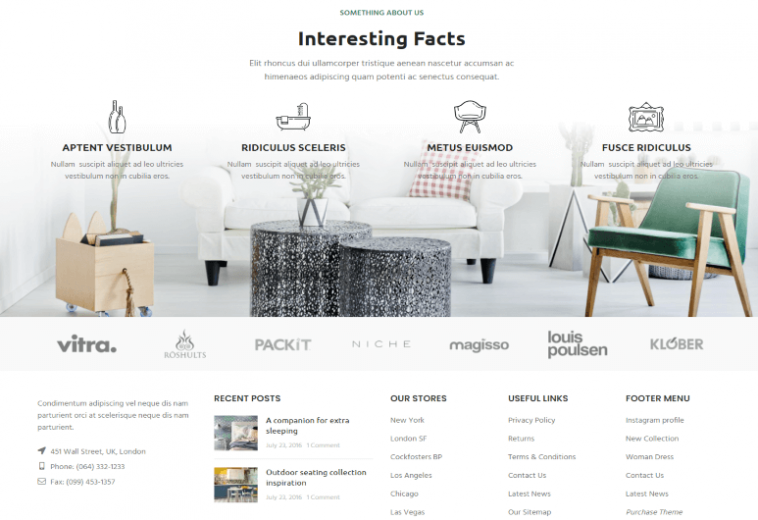 SOMETHING ABOUT US
Interesting Facts
Elit rhoncus dui ullamcorper tristique aenean nascetur accumsan ac
himenaeos adipiscing quam potenti ac senectus consequat.
APTENT VESTIBULUM
Nullam suscipit aliquet ad leo ultricies
vestibulum non in cubilia eros.
RIDICULUS SCELERIS
Nullam suscipit aliquet ad leo ultricies
vestibulum non in cubilia eros.
METUS EUISMOD
Nullam suscipit aliquet ad leo ultricies
vestibulum non in cubilia eros.
FUSCE RIDICULUS
Nullam suscipit aliquet ad leo ultricies
vestibulum non in cubilia eros.
vitra.
RÖSHULTS
PACKiT
NICHE
magisso
louis
poulsen
KLÖBER
Condimentum adipiscing vel neque dis nam
parturient orci at scelerisque neque dis nam
parturient.
451 Wall Street, UK, London
Phone: (064) 332-1233
Fax: (099) 453-1357
RECENT POSTS
A companion for extra
sleeping
July 23, 2016 1 Comment
Outdoor seating collection
inspiration
July 23, 2016 1 Comment
OUR STORES
New York
London SF
Cockfosters BP
Los Angeles
Chicago
Las Vegas
USEFUL LINKS
Privacy Policy
Returns
Terms & Conditions
Contact Us
Latest News
Our Sitemap
FOOTER MENU
Instagram profile
New Collection
Woman Dress
Contact Us
Latest News
Purchase Theme